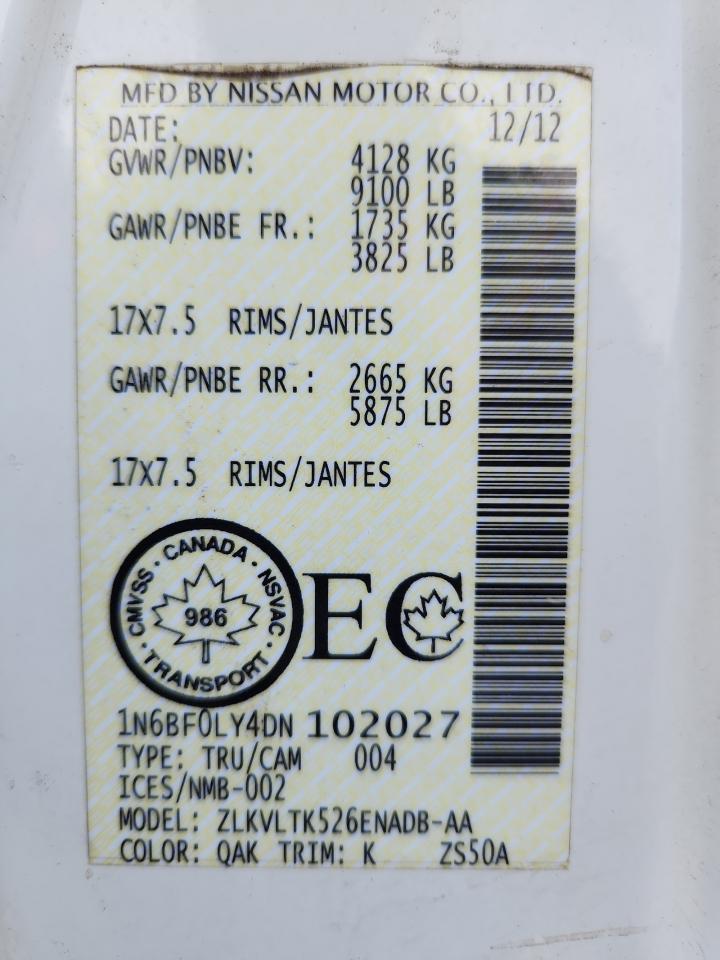 MFD BY NISSAN MOTOR CO., LTD.
DATE: 12/12
GVWR/PNBV: 4128 KG
9100 LB
GAWR/PNBE FR.: 1735 KG
3825 LB
17X7.5 RIMS/JANTES
GAWR/PNBE RR.: 2665 KG
5875 LB
17X7.5 RIMS/JANTES
CMVSS · CANADA · NSVAC · TRANSPORT ·
986
EC
1N6BF0LY4DN 102027
TYPE: TRU/CAM 004
ICES/NMB-002
MODEL: ZLKVLTK526ENADB-AA
COLOR: QAK TRIM: K ZS50A